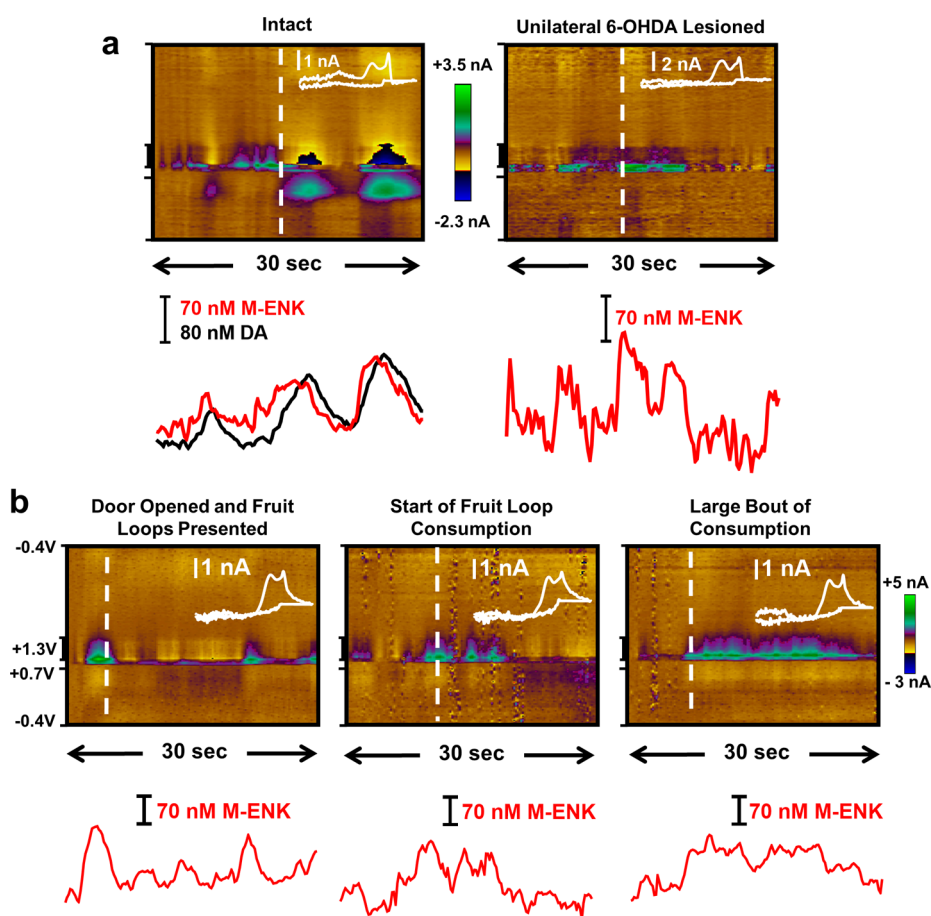 a
Intact
Unilateral 6-OHDA Lesioned
1 nA
+3.5 nA
-2.3 nA
2 nA
30 sec
30 sec
70 nM M-ENK
80 nM DA
70 nM M-ENK
b
Door Opened and Fruit
Loops Presented
Start of Fruit Loop
Consumption
Large Bout of
Consumption
-0.4V
+1.3V
+0.7V
-0.4V
1 nA
1 nA
1 nA
+5 nA
- 3 nA
30 sec
30 sec
30 sec
70 nM M-ENK
70 nM M-ENK
70 nM M-ENK